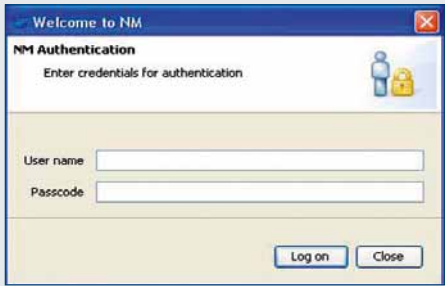 Welcome to NM
NM Authentication
Enter credentials for authentication
User name
Passcode
Log on
Close